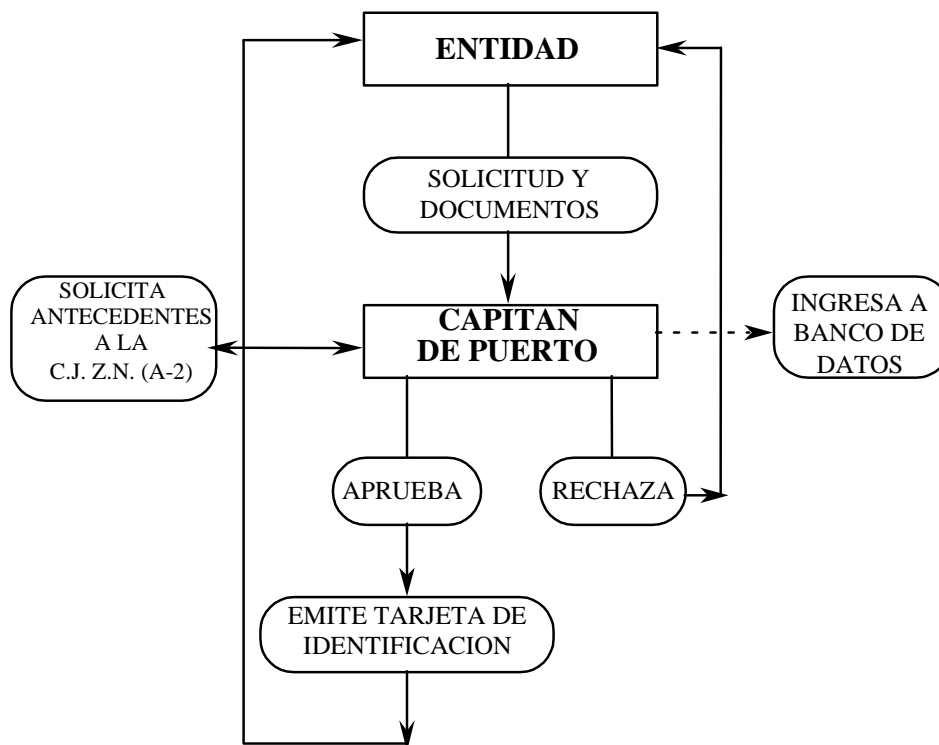 ENTIDAD
SOLICITUD Y
DOCUMENTOS
SOLICITA
ANTECEDENTES
A LA
C.J. Z.N. (A-2)
CAPITAN
DE PUERTO
INGRESA A
BANCO DE
DATOS
APRUEBA
RECHAZA
EMITE TARJETA DE
IDENTIFICACION